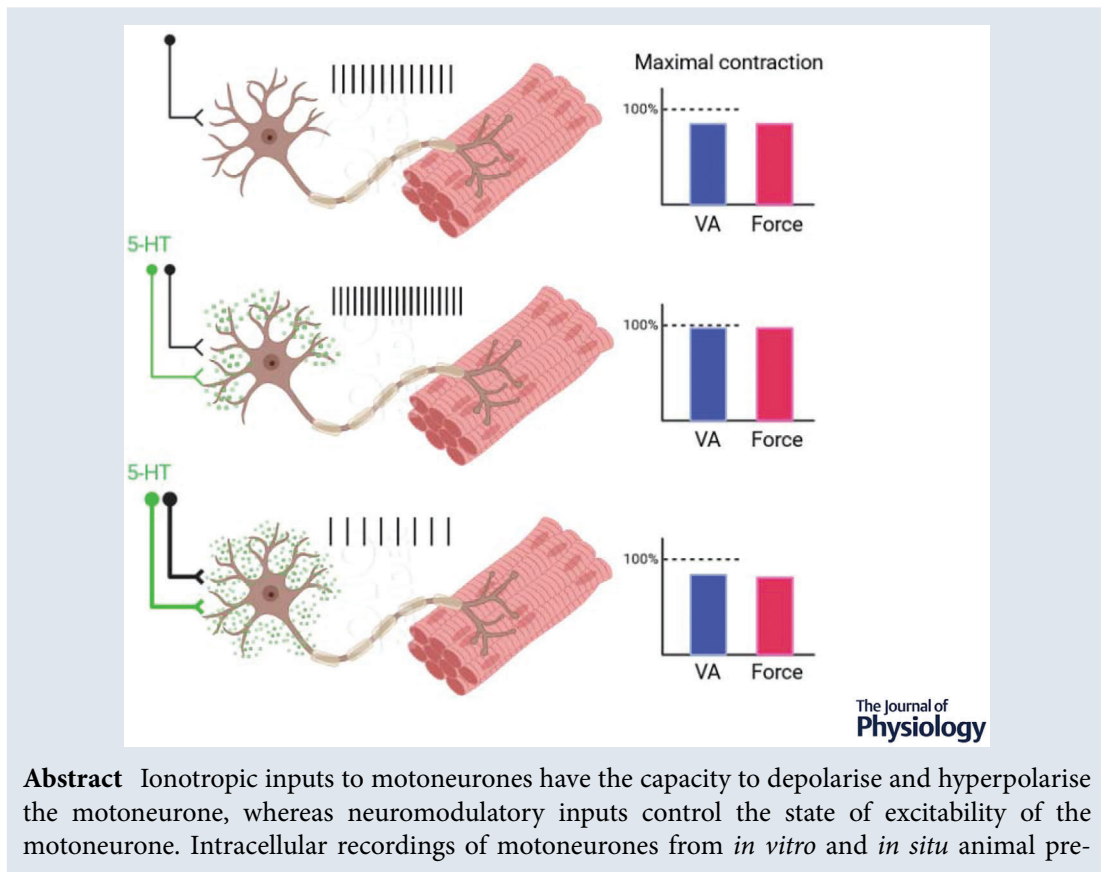 Maximal contraction
100%
VA Force
5-HT
100%
VA Force
5-HT
100%
VA Force
The Journal of
Physiology
Abstract Ionotropic inputs to motoneurones have the capacity to depolarise and hyperpolarise
the motoneurone, whereas neuromodulatory inputs control the state of excitability of the
motoneurone. Intracellular recordings of motoneurones from in vitro and in situ animal pre-